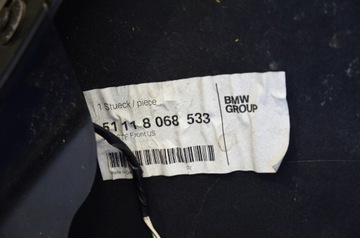 1 Stueck / piece
51 11 8 068 533
Front US
BMW
GROUP